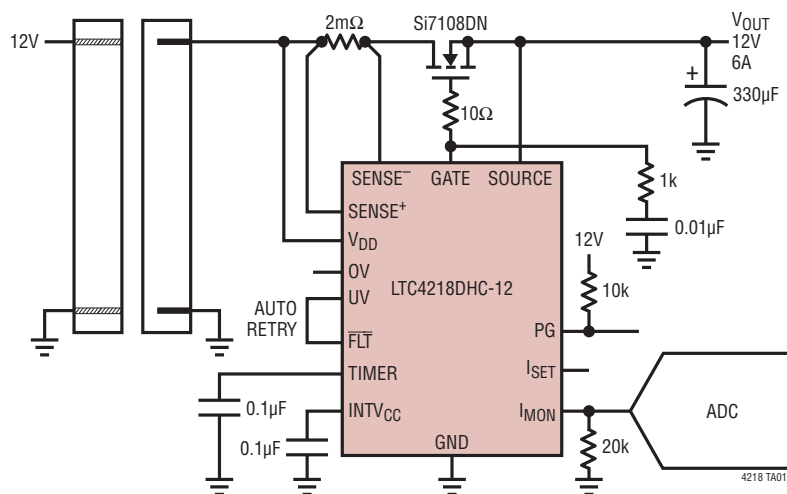 12V
2mΩ
Si7108DN
VOUT
12V
6A
+
330µF
10Ω
SENSE–
GATE
SOURCE
1k
0.01µF
SENSE+
VDD
OV
UV
AUTO
RETRY
FLT
LTC4218DHC-12
12V
10k
PG
TIMER
ISET
0.1µF
INTVCC
IMON
ADC
0.1µF
GND
20k
4218 TA01